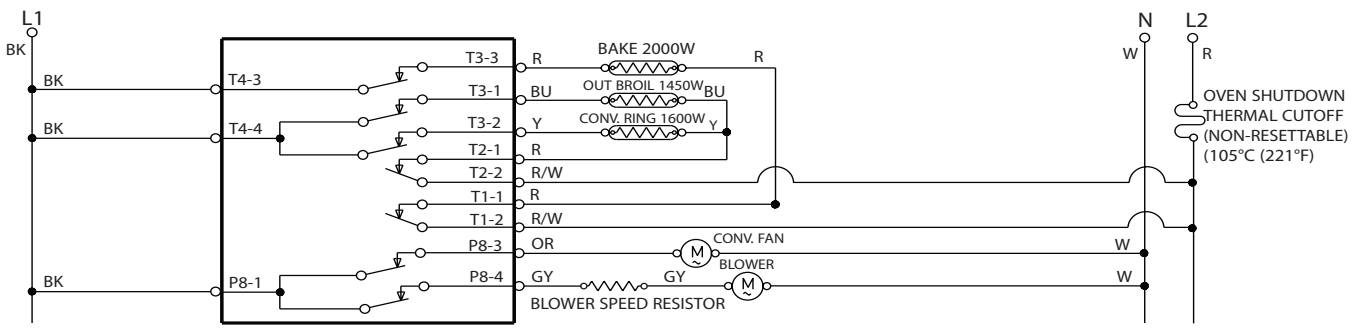 L1
N L2
BK
W R
BK T4-3 T3-3 R BAKE 2000W R
T3-1 BU OUT BROIL 1450W BU
BK T4-4 T3-2 Y CONV. RING 1600W Y
T2-1 R
T2-2 R/W
T1-1 R
T1-2 R/W
P8-3 OR M ~ CONV. FAN W
BK P8-1 P8-4 GY GY M ~ BLOWER W
BLOWER SPEED RESISTOR
OVEN SHUTDOWN
THERMAL CUTOFF
(NON-RESETTABLE)
(105°C (221°F)